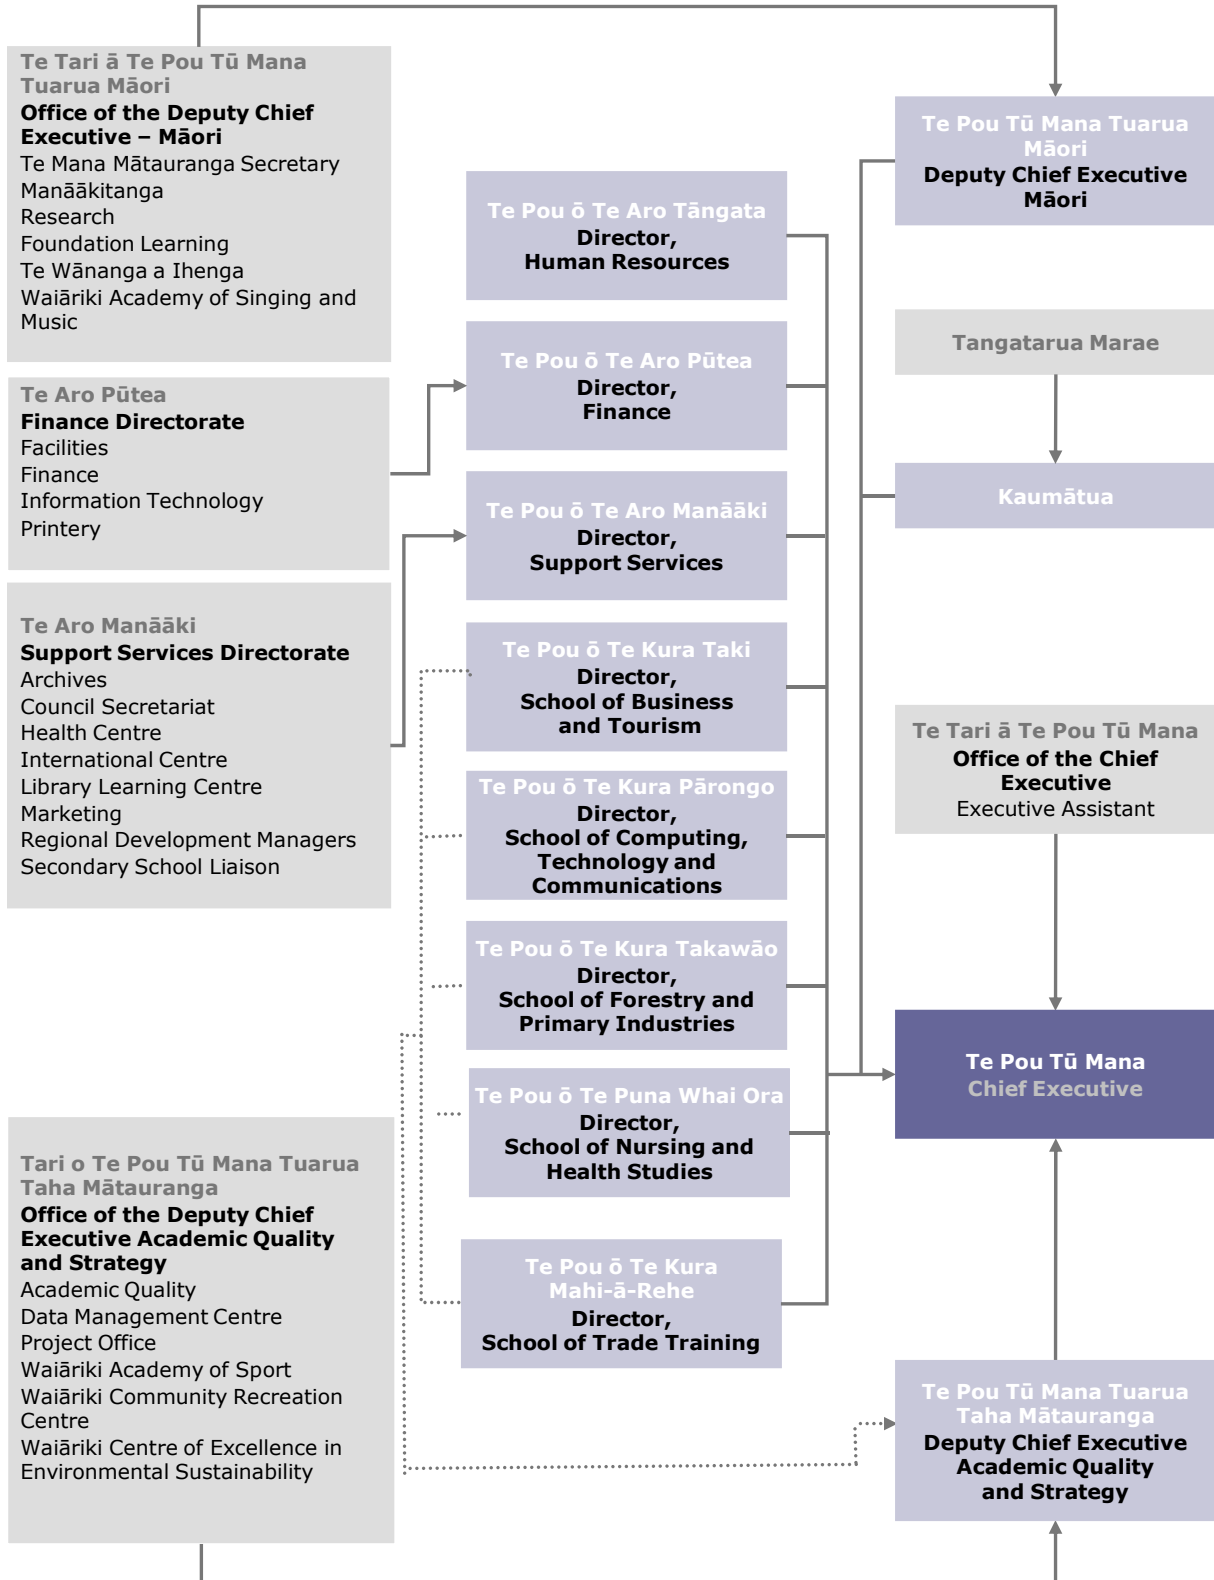 Te Tari ā Te Pou Tū Mana
Tuarua Māori
Office of the Deputy Chief
Executive – Māori
Te Mana Mātauranga Secretary
Manāākitanga
Research
Foundation Learning
Te Wānanga a Ihenga
Waiāriki Academy of Singing and
Music
Te Aro Pūtea
Finance Directorate
Facilities
Finance
Information Technology
Printery
Te Aro Manāāki
Support Services Directorate
Archives
Council Secretariat
Health Centre
International Centre
Library Learning Centre
Marketing
Regional Development Managers
Secondary School Liaison
Tari o Te Pou Tū Mana Tuarua
Taha Mātauranga
Office of the Deputy Chief
Executive Academic Quality
and Strategy
Academic Quality
Data Management Centre
Project Office
Waiāriki Academy of Sport
Waiāriki Community Recreation
Centre
Waiāriki Centre of Excellence in
Environmental Sustainability
Te Pou ō Te Aro Tāngata
Director,
Human Resources
Te Pou ō Te Aro Pūtea
Director,
Finance
Te Pou ō Te Aro Manāāki
Director,
Support Services
Te Pou ō Te Kura Taki
Director,
School of Business
and Tourism
Te Pou ō Te Kura Pārongo
Director,
School of Computing,
Technology and
Communications
Te Pou ō Te Kura Takawāo
Director,
School of Forestry and
Primary Industries
Te Pou ō Te Puna Whai Ora
Director,
School of Nursing and
Health Studies
Te Pou ō Te Kura
Mahi-ā-Rehe
Director,
School of Trade Training
Te Pou Tū Mana Tuarua
Māori
Deputy Chief Executive
Māori
Tangatarua Marae
Kaumātua
Te Tari ā Te Pou Tū Mana
Office of the Chief
Executive
Executive Assistant
Te Pou Tū Mana
Chief Executive
Te Pou Tū Mana Tuarua
Taha Mātauranga
Deputy Chief Executive
Academic Quality
and Strategy